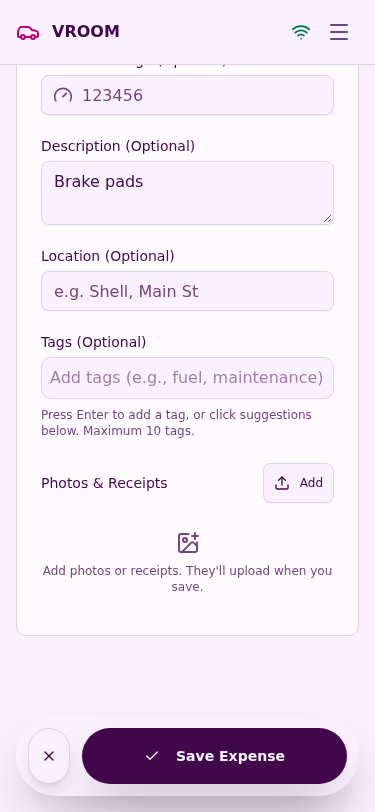 VROOM
123456
Description (Optional)
Brake pads
Location (Optional)
e.g. Shell, Main St
Tags (Optional)
Add tags (e.g., fuel, maintenance)
Press Enter to add a tag, or click suggestions
below. Maximum 10 tags.
Photos & Receipts
Add
Add photos or receipts. They'll upload when you
save.
Save Expense